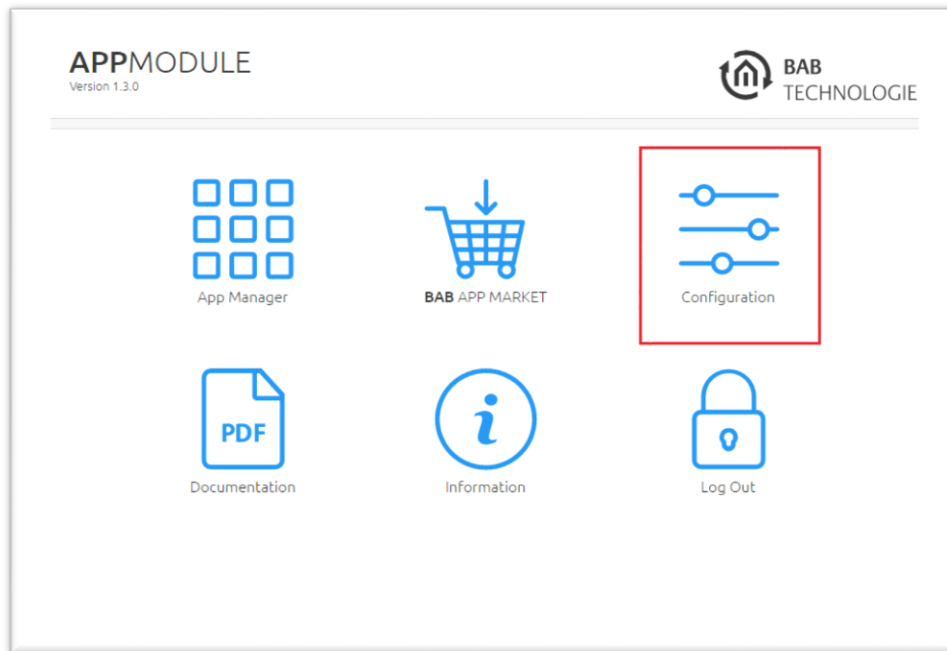 APPMODULE
Version 1.3.0
BAB
TECHNOLOGIE
App Manager
BAB APP MARKET
Configuration
PDF
i
Documentation
Information
Log Out